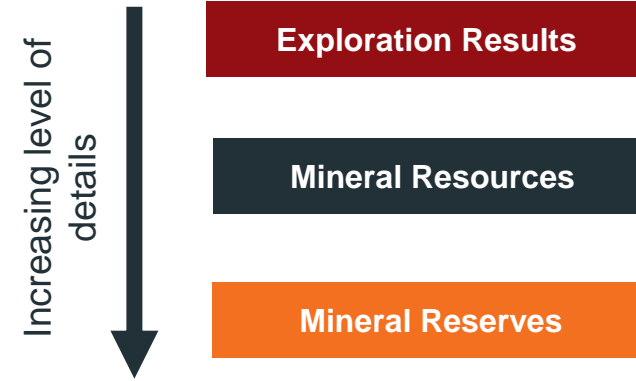 Increasing level of
details
Exploration Results
Mineral Resources
Mineral Reserves